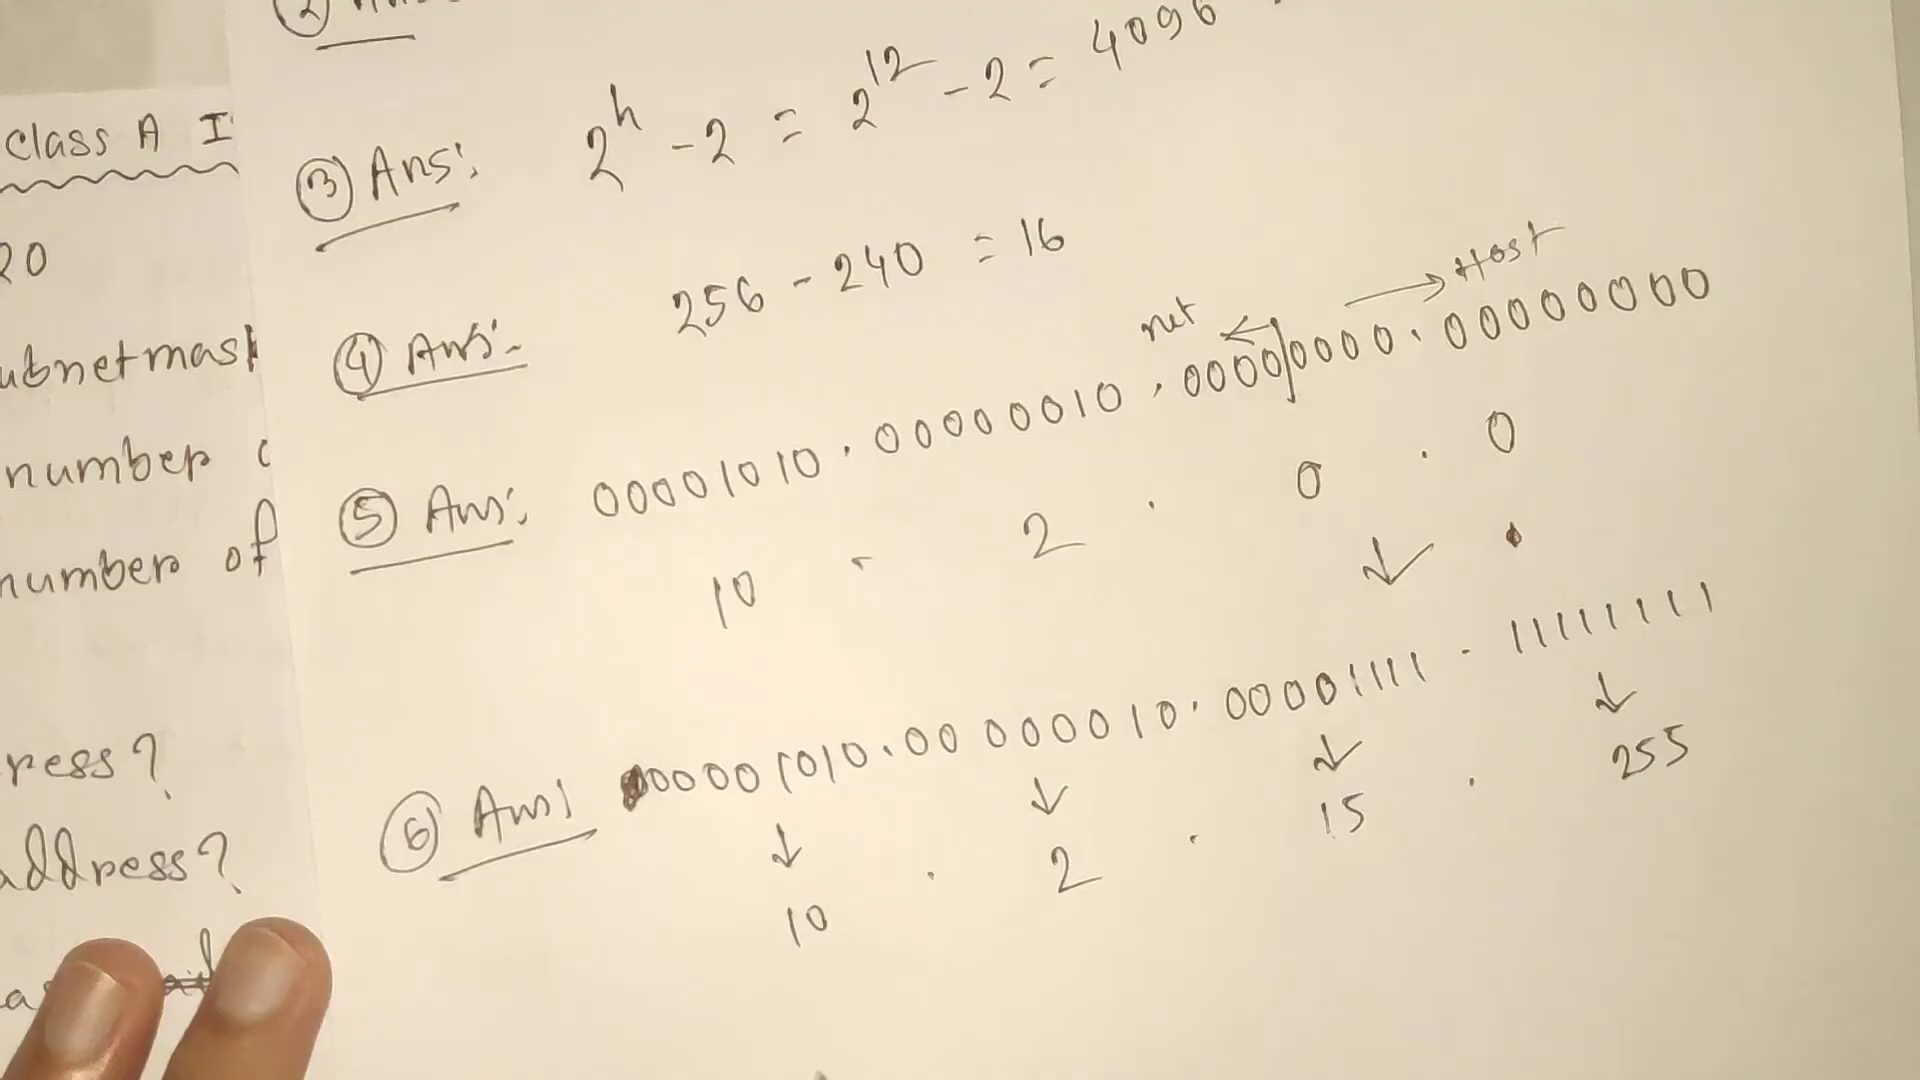 class A I
20
ubnetmask
number
number of
ress?
address?
a
2
③ Ans: 2^h - 2 = 2^12 - 2 = 4096
④ Ans:- 256 - 240 = 16
net ← → Host
⑤ Ans: 00001010.00000010.0000|0000.00000000
10 . 2 . 0 . 0
⑥ Ans: 00001010.00000010.00001111.11111111
10 . 2 . 15 . 255